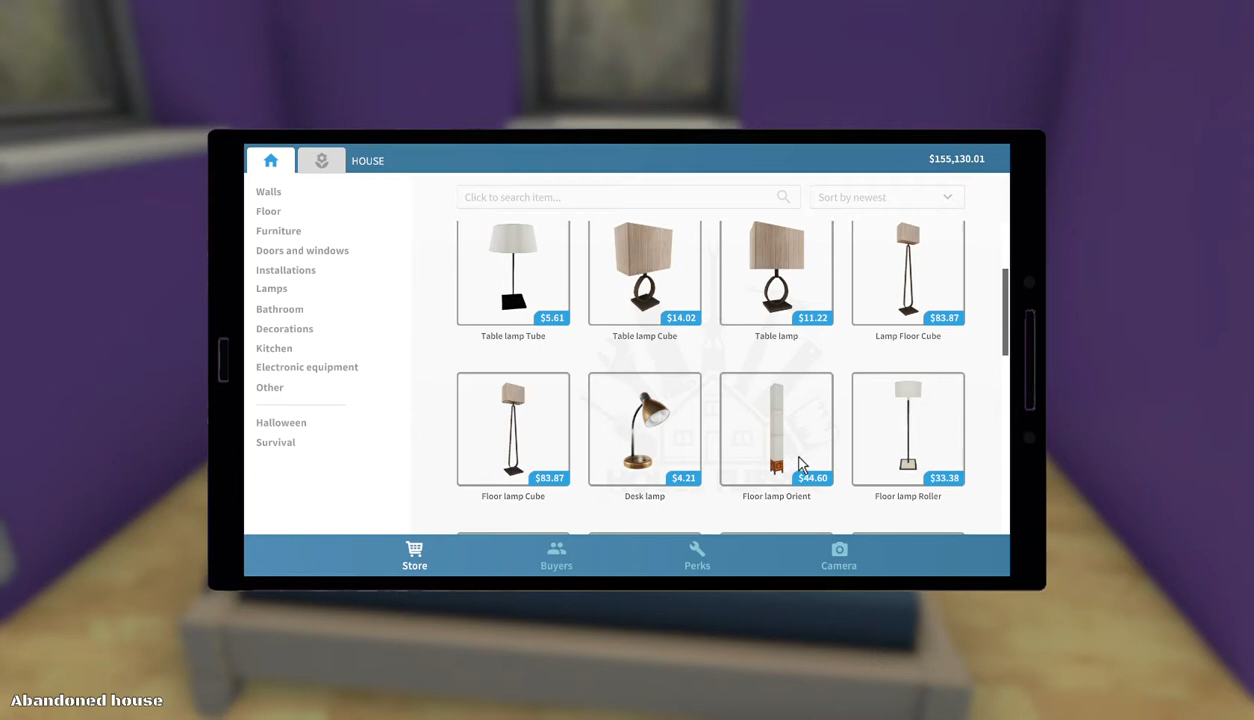 HOUSE
$155,130.01
Walls
Floor
Furniture
Doors and windows
Installations
Lamps
Bathroom
Decorations
Kitchen
Electronic equipment
Other
Halloween
Survival
Click to search item...
Sort by newest
$5.61
$14.02
$11.22
$83.87
Table lamp Tube
Table lamp Cube
Table lamp
Lamp Floor Cube
$83.87
$4.21
$44.60
$33.38
Floor lamp Cube
Desk lamp
Floor lamp Orient
Floor lamp Roller
Store
Buyers
Perks
Camera
Abandoned house